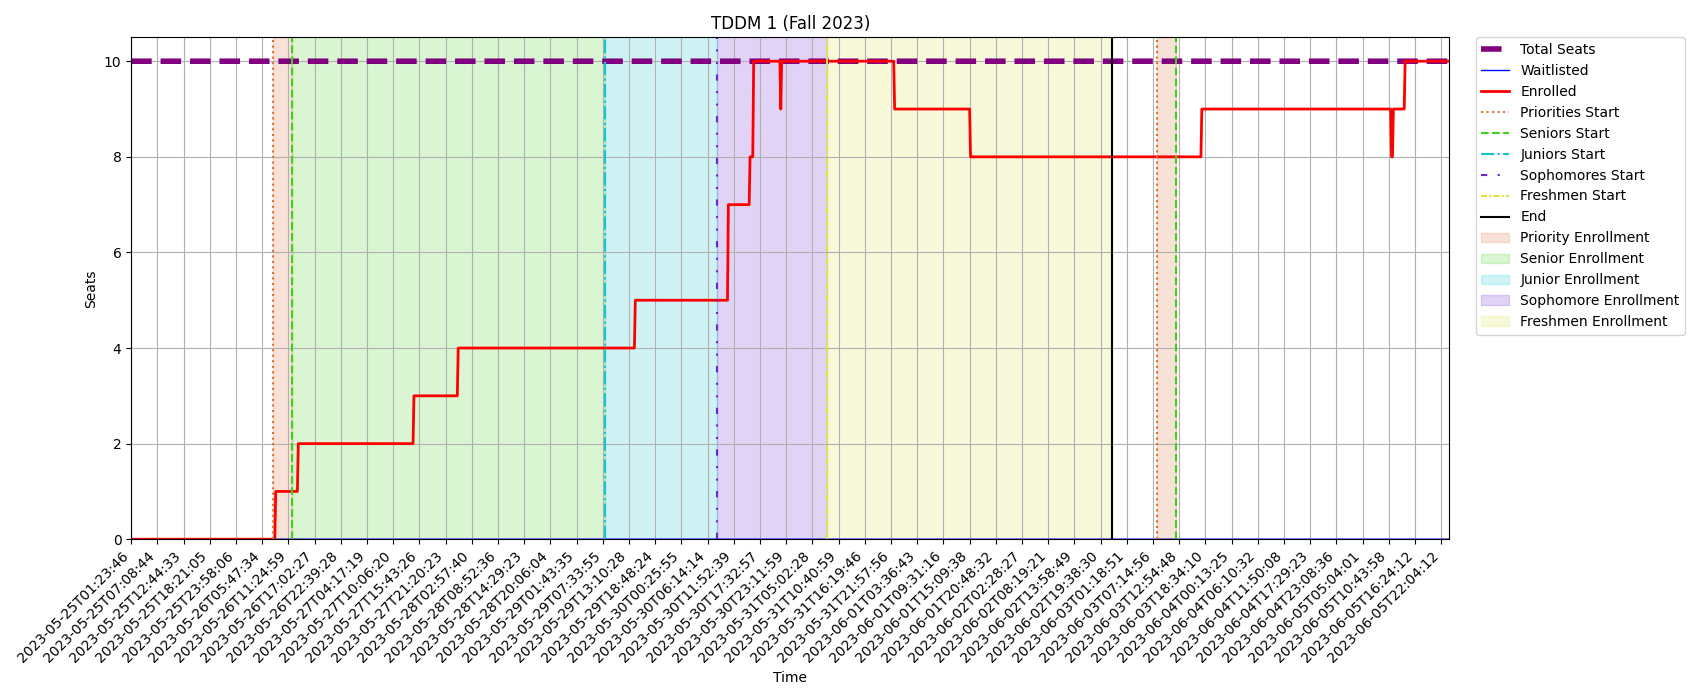 TDDM 1 (Fall 2023)
10
8
6
4
2
0
Seats
2023-05-25T01:23:46
2023-05-25T07:08:44
2023-05-25T12:44:33
2023-05-25T18:21:05
2023-05-25T23:58:06
2023-05-26T05:47:34
2023-05-26T11:24:59
2023-05-26T17:02:27
2023-05-26T22:39:28
2023-05-27T04:17:19
2023-05-27T10:06:20
2023-05-27T15:43:26
2023-05-27T21:20:23
2023-05-28T02:57:40
2023-05-28T08:52:36
2023-05-28T14:29:23
2023-05-28T20:06:04
2023-05-29T01:43:35
2023-05-29T07:33:55
2023-05-29T13:10:28
2023-05-29T18:48:24
2023-05-30T00:25:55
2023-05-30T06:14:14
2023-05-30T11:52:39
2023-05-30T17:32:57
2023-05-30T23:11:59
2023-05-31T05:02:28
2023-05-31T10:40:59
2023-05-31T16:19:46
2023-05-31T21:57:56
2023-06-01T03:36:43
2023-06-01T09:31:16
2023-06-01T15:09:38
2023-06-01T20:48:32
2023-06-02T02:28:27
2023-06-02T08:19:21
2023-06-02T13:58:49
2023-06-02T19:38:30
2023-06-03T01:18:51
2023-06-03T07:14:56
2023-06-03T12:54:48
2023-06-03T18:34:10
2023-06-04T00:13:25
2023-06-04T06:10:32
2023-06-04T11:50:08
2023-06-04T17:29:23
2023-06-04T23:08:36
2023-06-05T05:04:01
2023-06-05T10:43:58
2023-06-05T16:24:12
2023-06-05T22:04:12
Time
Total Seats
Waitlisted
Enrolled
Priorities Start
Seniors Start
Juniors Start
Sophomores Start
Freshmen Start
End
Priority Enrollment
Senior Enrollment
Junior Enrollment
Sophomore Enrollment
Freshmen Enrollment